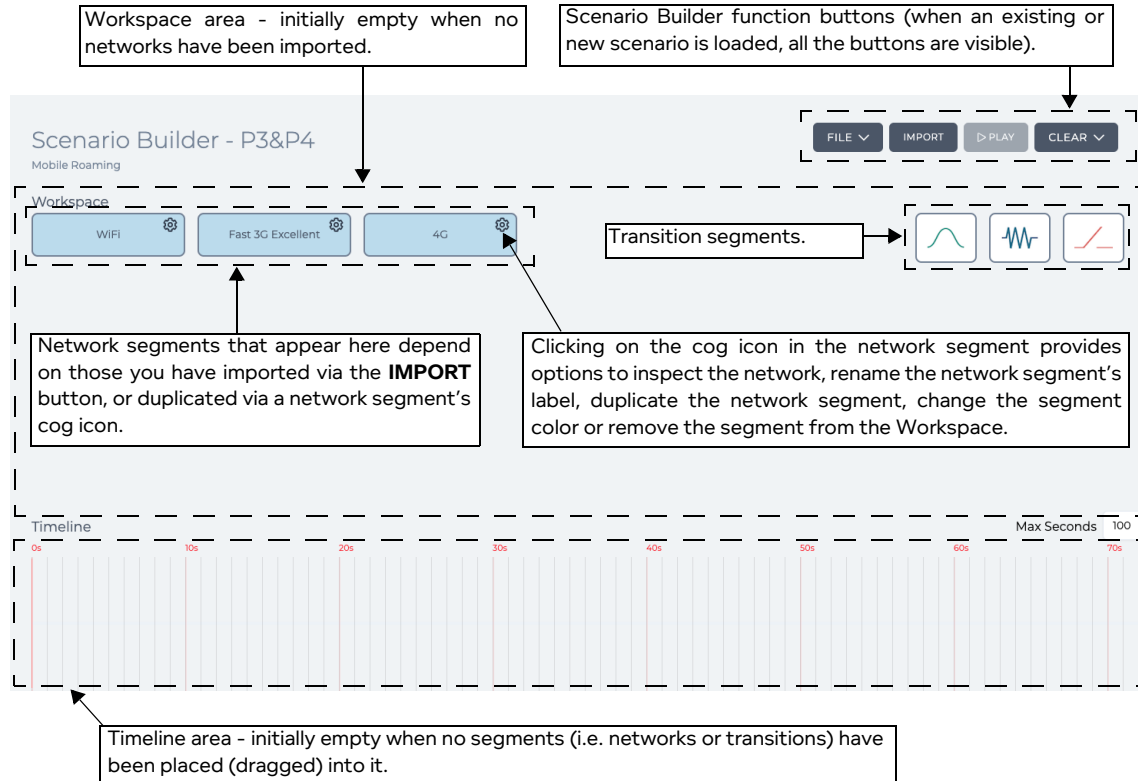 Workspace area - initially empty when no
networks have been imported.
Scenario Builder function buttons (when an existing or
new scenario is loaded, all the buttons are visible).
Scenario Builder - P3&P4
Mobile Roaming
FILE
IMPORT
PLAY
CLEAR
Workspace
WiFi
Fast 3G Excellent
4G
Transition segments.
Network segments that appear here depend
on those you have imported via the IMPORT
button, or duplicated via a network segment’s
cog icon.
Clicking on the cog icon in the network segment provides
options to inspect the network, rename the network segment’s
label, duplicate the network segment, change the segment
color or remove the segment from the Workspace.
Timeline
Max Seconds 100
0s 10s 20s 30s 40s 50s 60s 70s
Timeline area - initially empty when no segments (i.e. networks or transitions) have
been placed (dragged) into it.